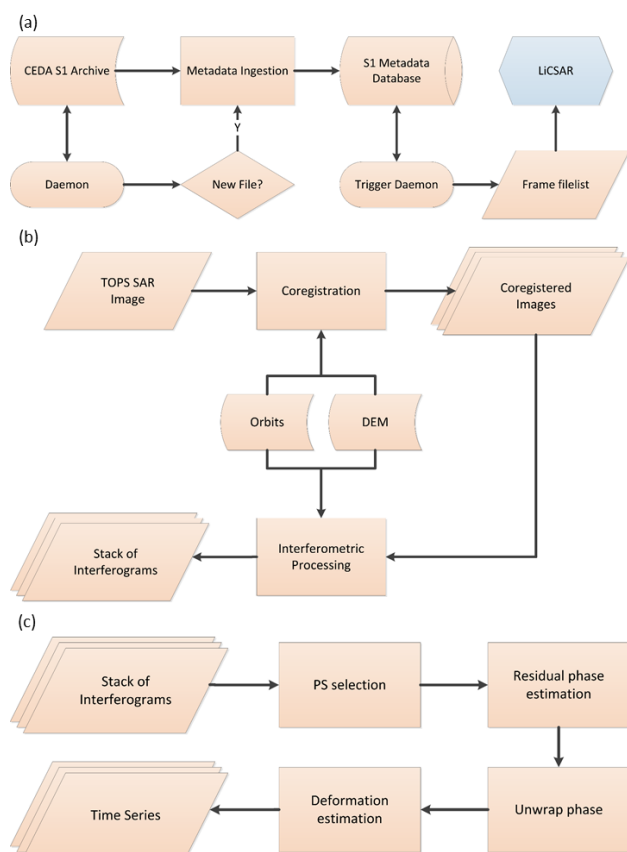 (a)
CEDA S1 Archive
Metadata Ingestion
S1 Metadata
Database
LiCSAR
Y
Daemon
New File?
Trigger Daemon
Frame filelist
(b)
TOPS SAR
Image
Coregistration
Coregistered
Images
Orbits
DEM
Stack of
Interferograms
Interferometric
Processing
(c)
Stack of
Interferograms
PS selection
Residual phase
estimation
Time Series
Deformation
estimation
Unwrap phase